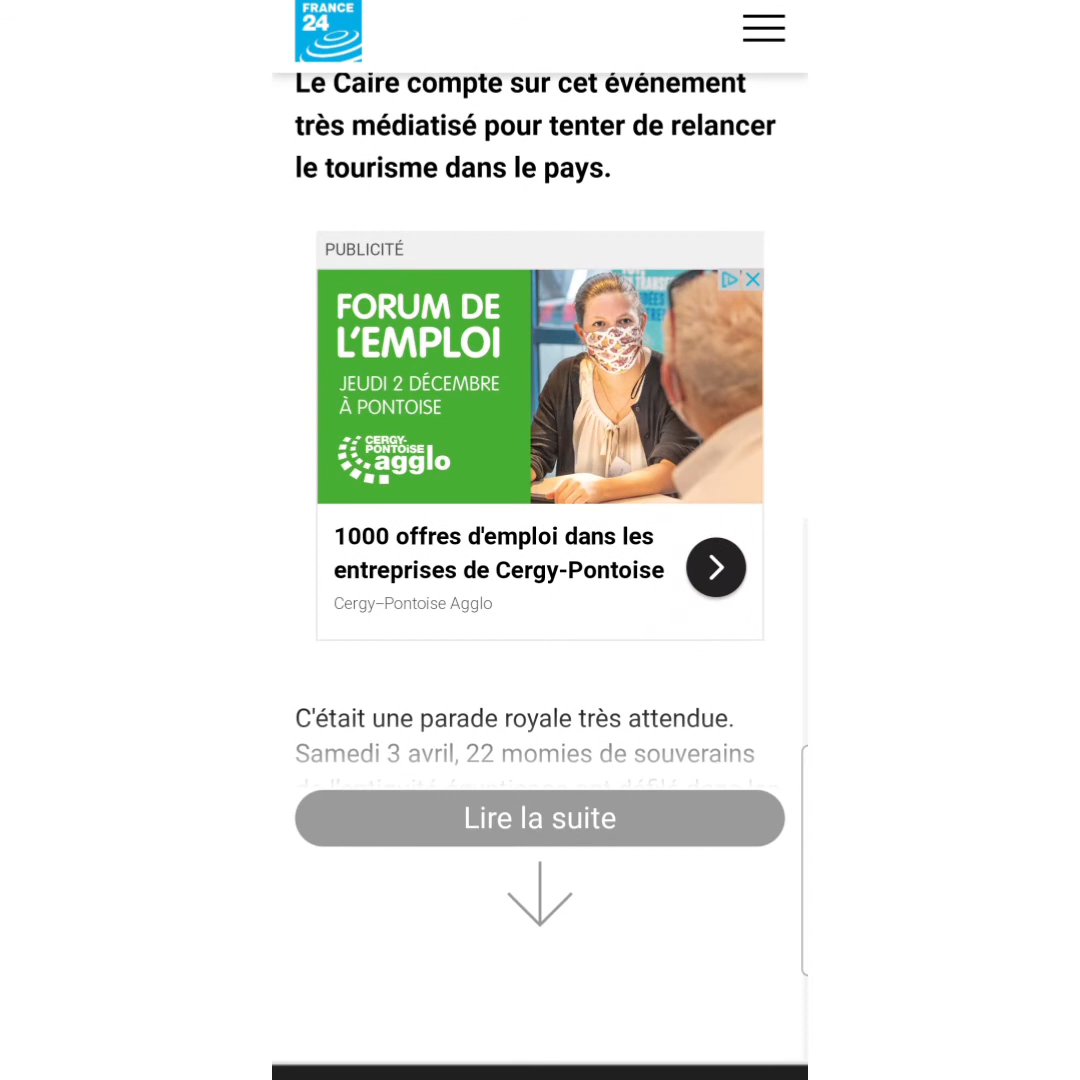 FRANCE
24
Le Caire compte sur cet événement
très médiatisé pour tenter de relancer
le tourisme dans le pays.
PUBLICITÉ
FORUM DE
L'EMPLOI
JEUDI 2 DÉCEMBRE
À PONTOISE
CERGY-
PONTOiSE
agglo
1000 offres d'emploi dans les
entreprises de Cergy-Pontoise
Cergy–Pontoise Agglo
C'était une parade royale très attendue.
Samedi 3 avril, 22 momies de souverains
Lire la suite